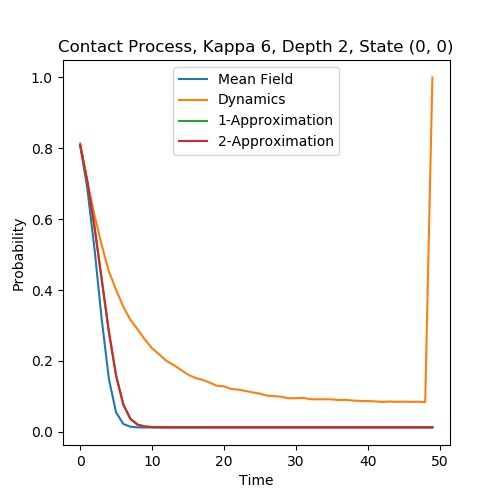 Contact Process, Kappa 6, Depth 2, State (0, 0)
Mean Field
Dynamics
1-Approximation
2-Approximation
1.0
0.8
0.6
0.4
0.2
0.0
Probability
0 10 20 30 40 50
Time